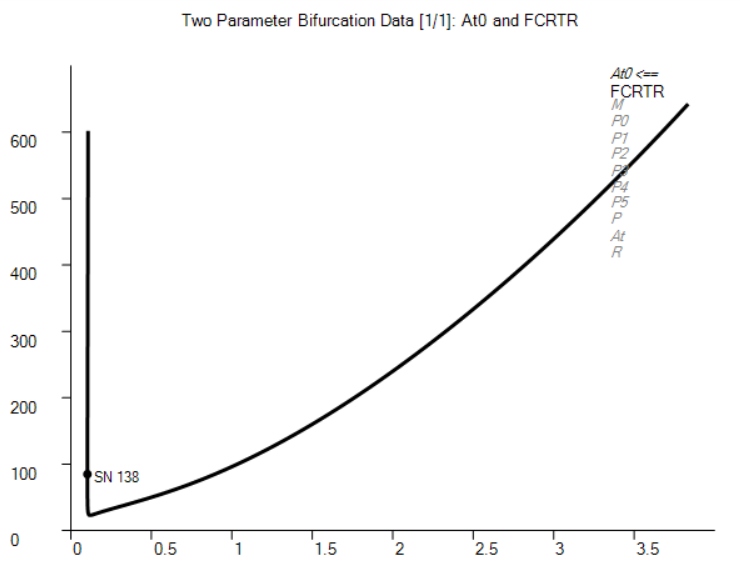 Two Parameter Bifurcation Data [1/1]: At0 and FCRTR
At0 <==
FCRTR
M
P0
P1
P2
P3
P4
P5
P
At
R
600
500
400
300
200
100
0
SN 138
0 0.5 1 1.5 2 2.5 3 3.5